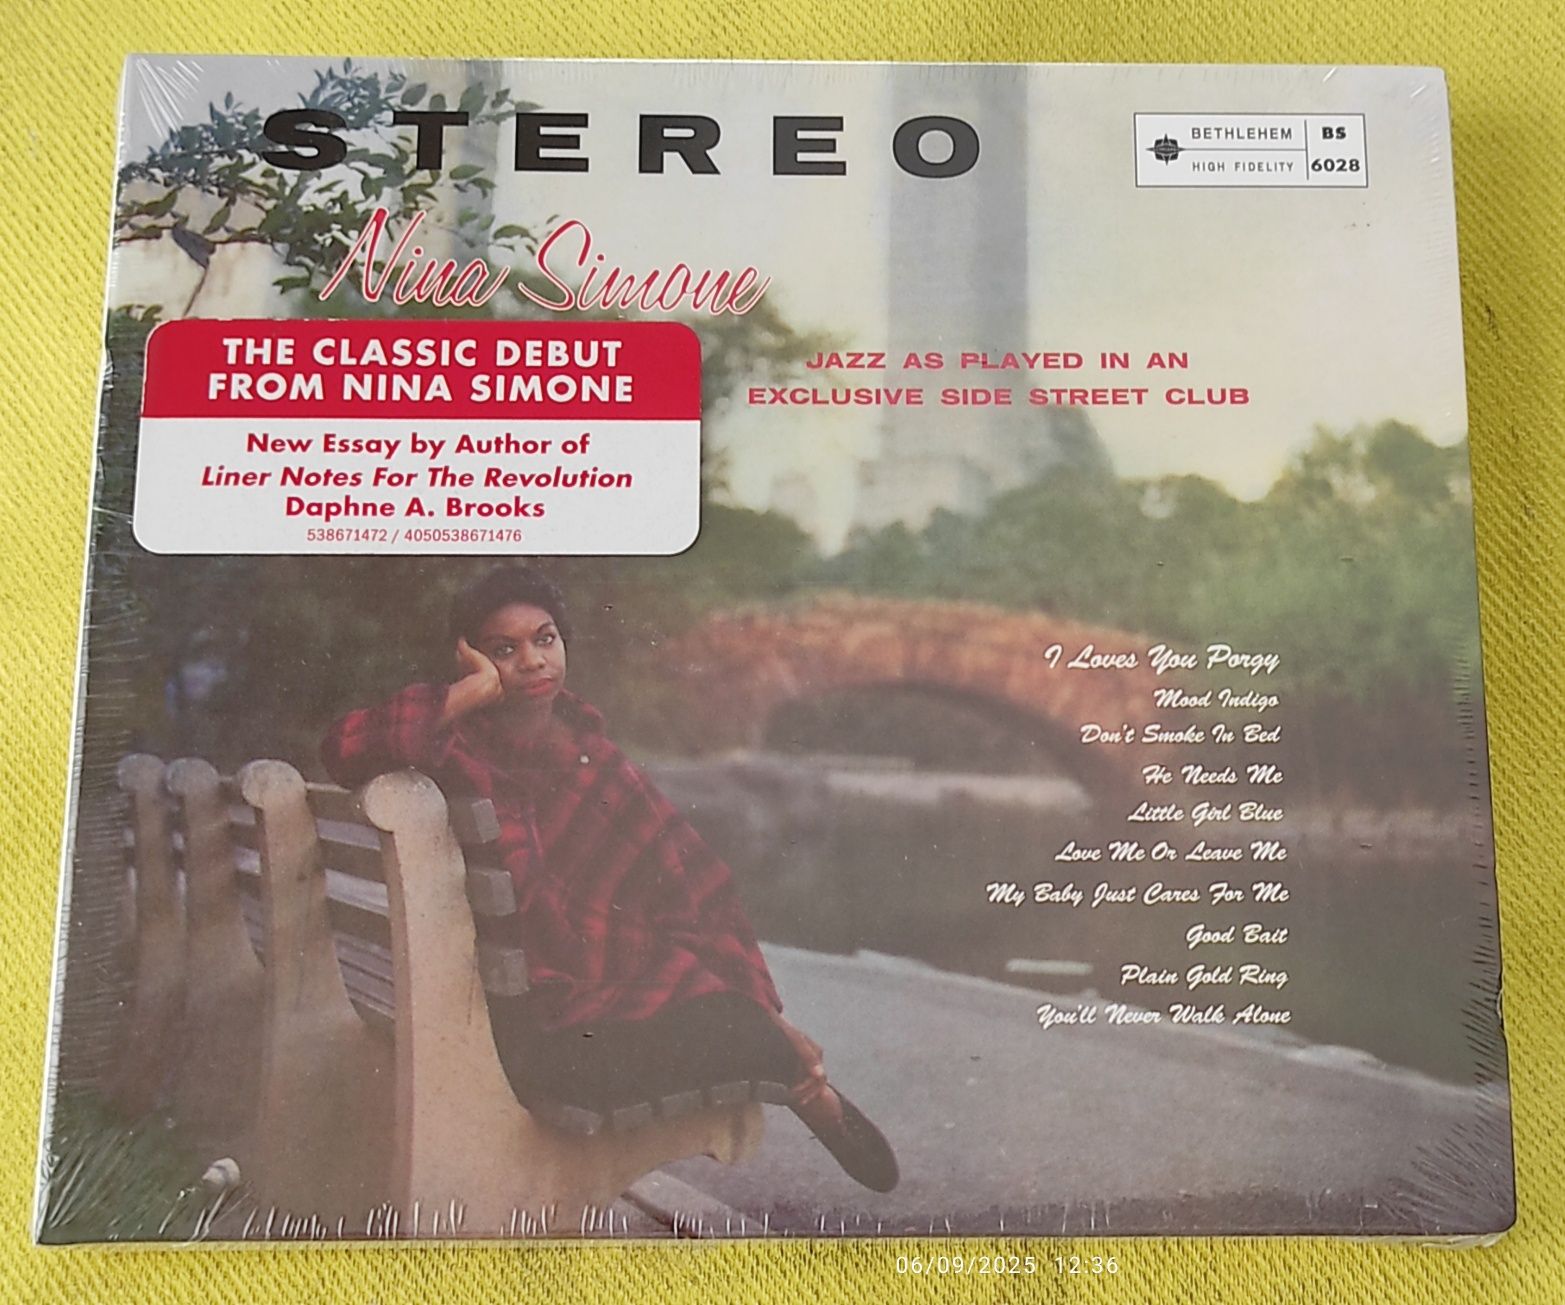 STEREO
BETHLEHEM
HIGH FIDELITY
BS
6028
Nina Simone
THE CLASSIC DEBUT
FROM NINA SIMONE
New Essay by Author of
Liner Notes For The Revolution
Daphne A. Brooks
538671472 / 4050538671476
JAZZ AS PLAYED IN AN
EXCLUSIVE SIDE STREET CLUB
I Loves You Porgy
Mood Indigo
Don't Smoke In Bed
He Needs Me
Little Girl Blue
Love Me Or Leave Me
My Baby Just Cares For Me
Good Bait
Plain Gold Ring
You'll Never Walk Alone
06/09/2025 12:36